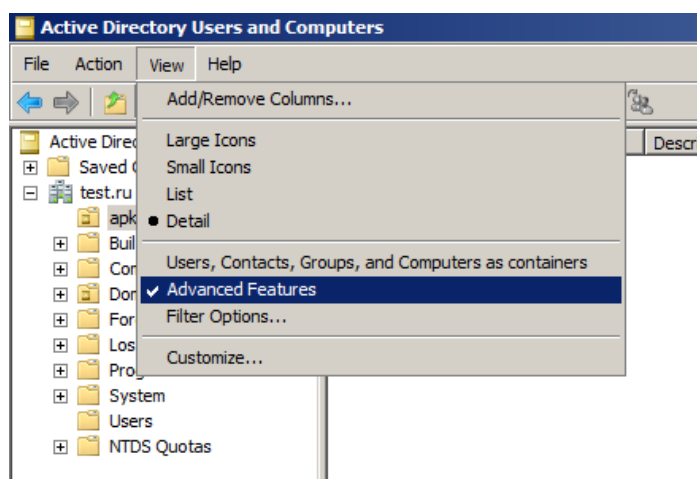 Active Directory Users and Computers
File Action View Help
Add/Remove Columns...
Active Direc Large Icons Descr
Saved Small Icons
test.ru List
apk Detail
Buil
Users, Contacts, Groups, and Computers as containers
Advanced Features
For Filter Options...
Los
Customize...
Prog
System
Users
NTDS Quotas